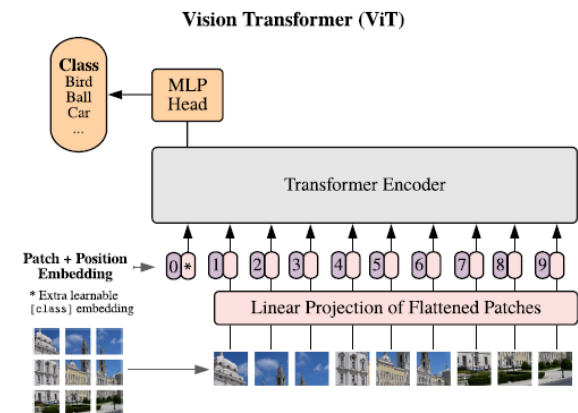 Vision Transformer (ViT)
Class
Bird
Ball
Car
...
MLP
Head
Transformer Encoder
Patch + Position
Embedding
0 * 1 2 3 4 5 6 7 8 9
* Extra learnable
[class] embedding
Linear Projection of Flattened Patches